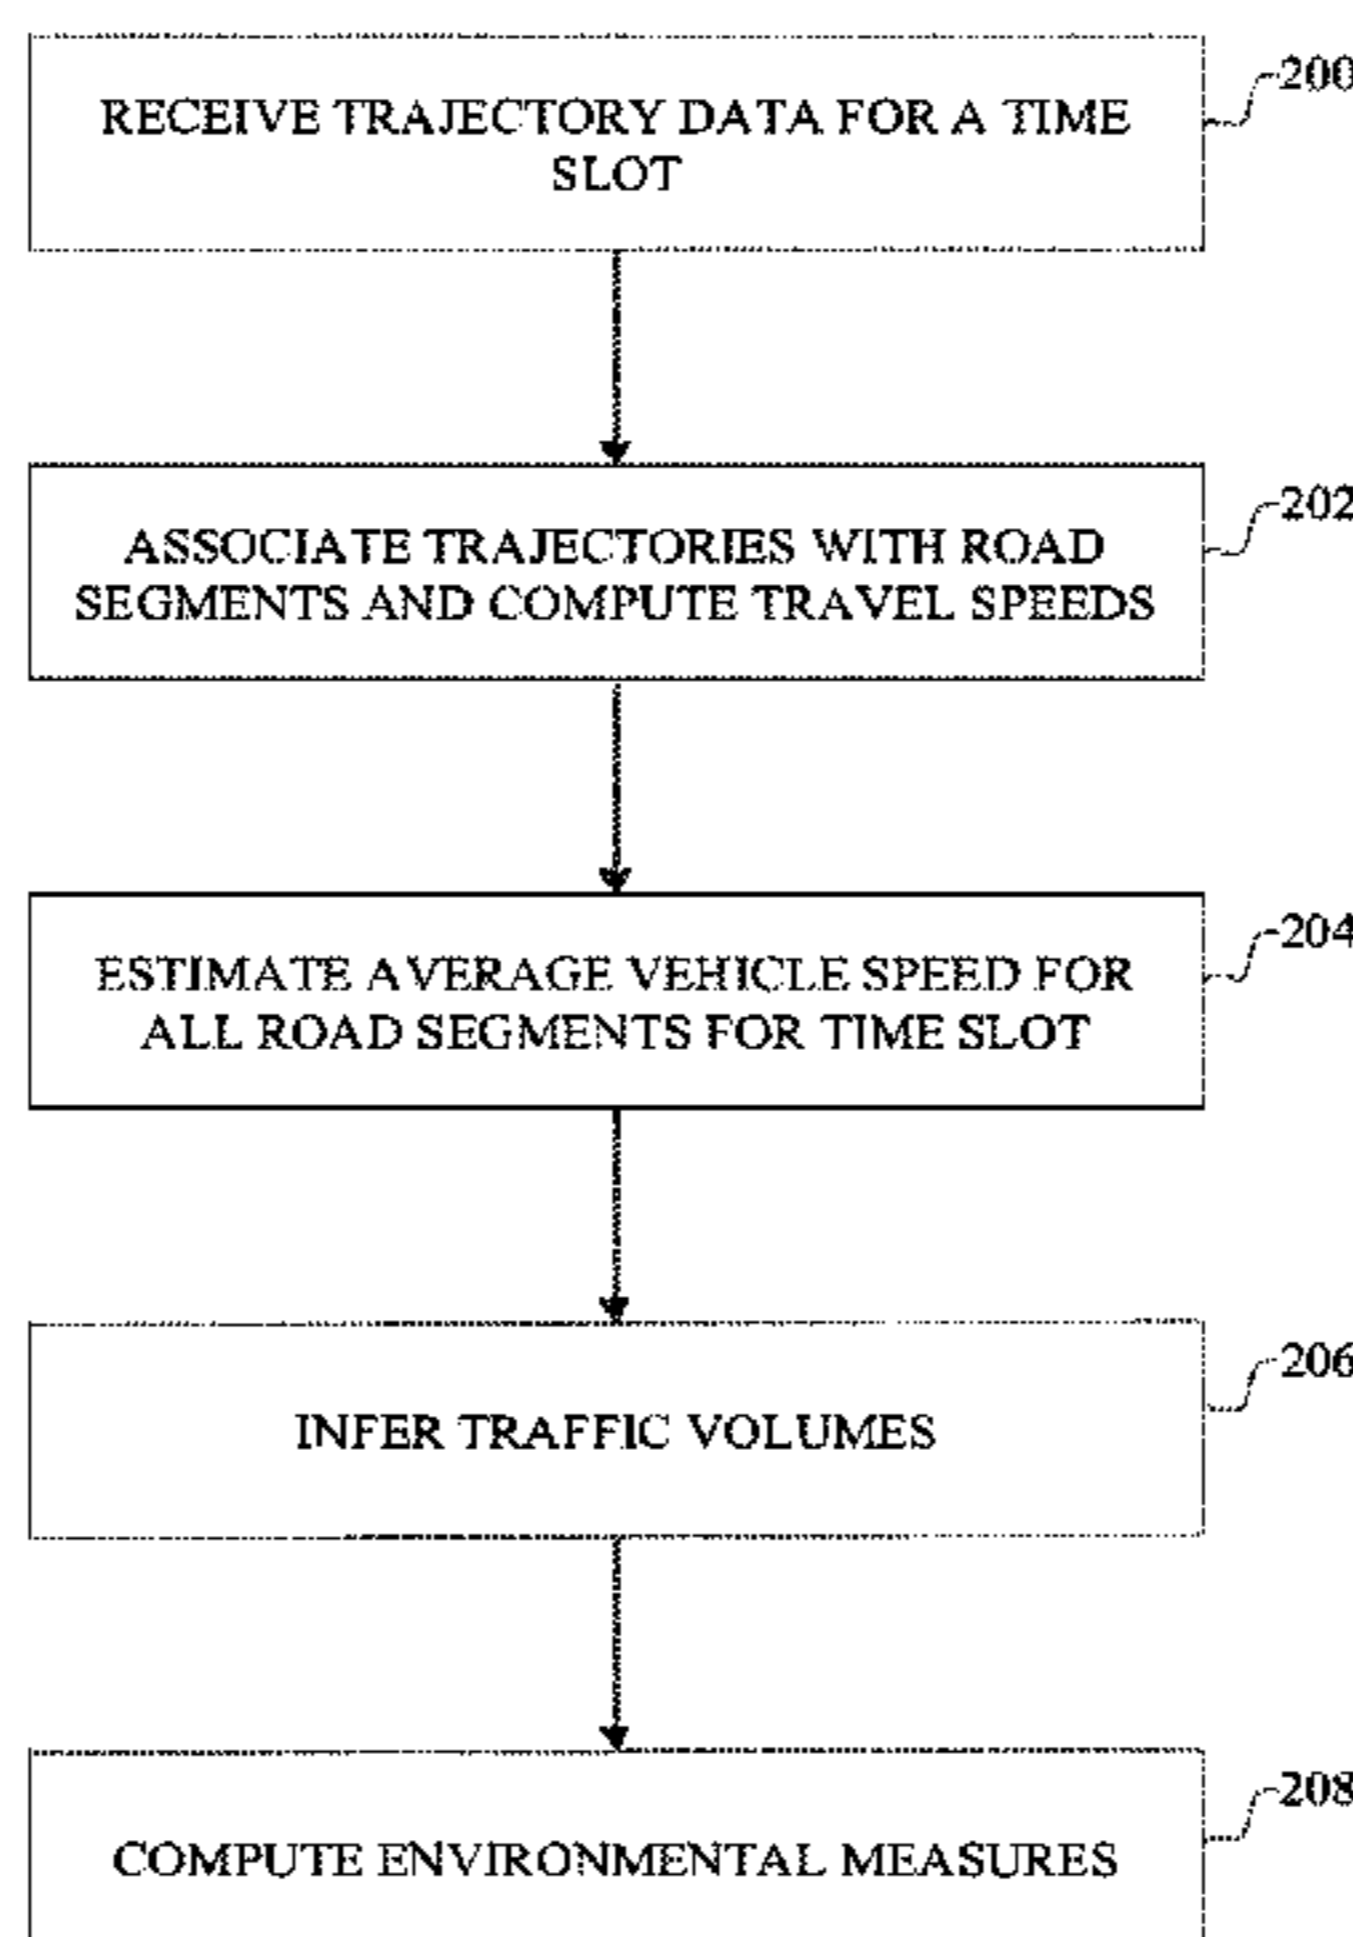 200
RECEIVE TRAJECTORY DATA FOR A TIME
SLOT
202
ASSOCIATE TRAJECTORIES WITH ROAD
SEGMENTS AND COMPUTE TRAVEL SPEEDS
204
ESTIMATE AVERAGE VEHICLE SPEED FOR
ALL ROAD SEGMENTS FOR TIME SLOT
206
INFER TRAFFIC VOLUMES
208
COMPUTE ENVIRONMENTAL MEASURES